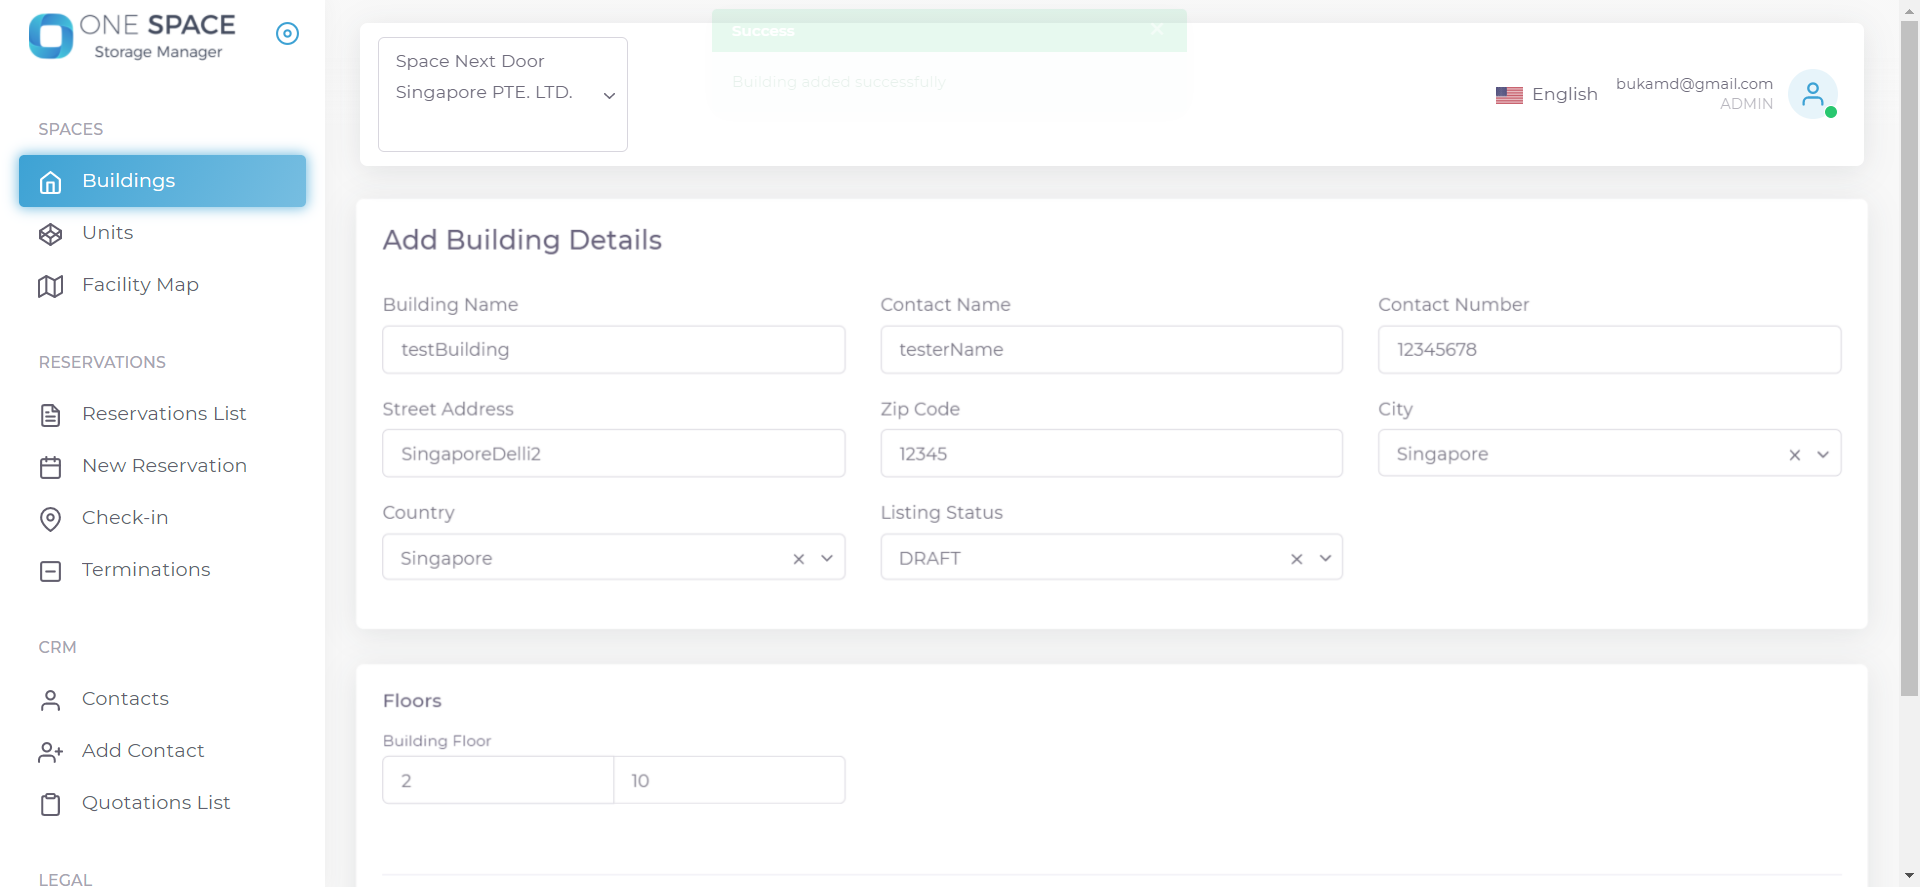 ONE SPACE
Storage Manager
SPACES
Buildings
Units
Facility Map
RESERVATIONS
Reservations List
New Reservation
Check-in
Terminations
CRM
Contacts
Add Contact
Quotations List
LEGAL
Space Next Door
Singapore PTE. LTD.
Success
Building added successfully
English
bukamd@gmail.com
ADMIN
Add Building Details
Building Name
testBuilding
Contact Name
testerName
Contact Number
12345678
Street Address
SingaporeDelli2
Zip Code
12345
City
Singapore
Country
Singapore
Listing Status
DRAFT
Floors
Building Floor
2
10